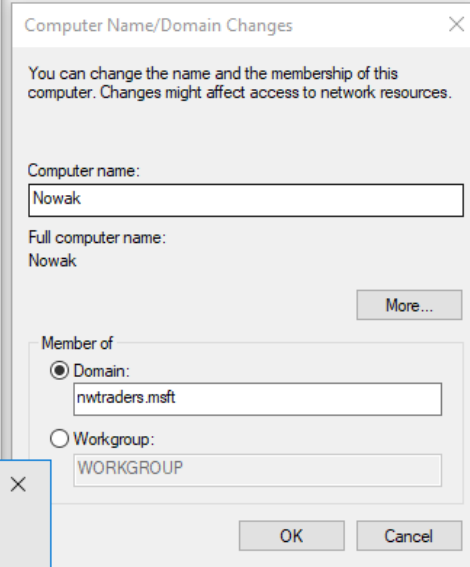 Computer Name/Domain Changes
You can change the name and the membership of this
computer. Changes might affect access to network resources.
Computer name:
Nowak
Full computer name:
Nowak
More...
Member of
Domain:
nwtraders.msft
Workgroup:
WORKGROUP
OK
Cancel